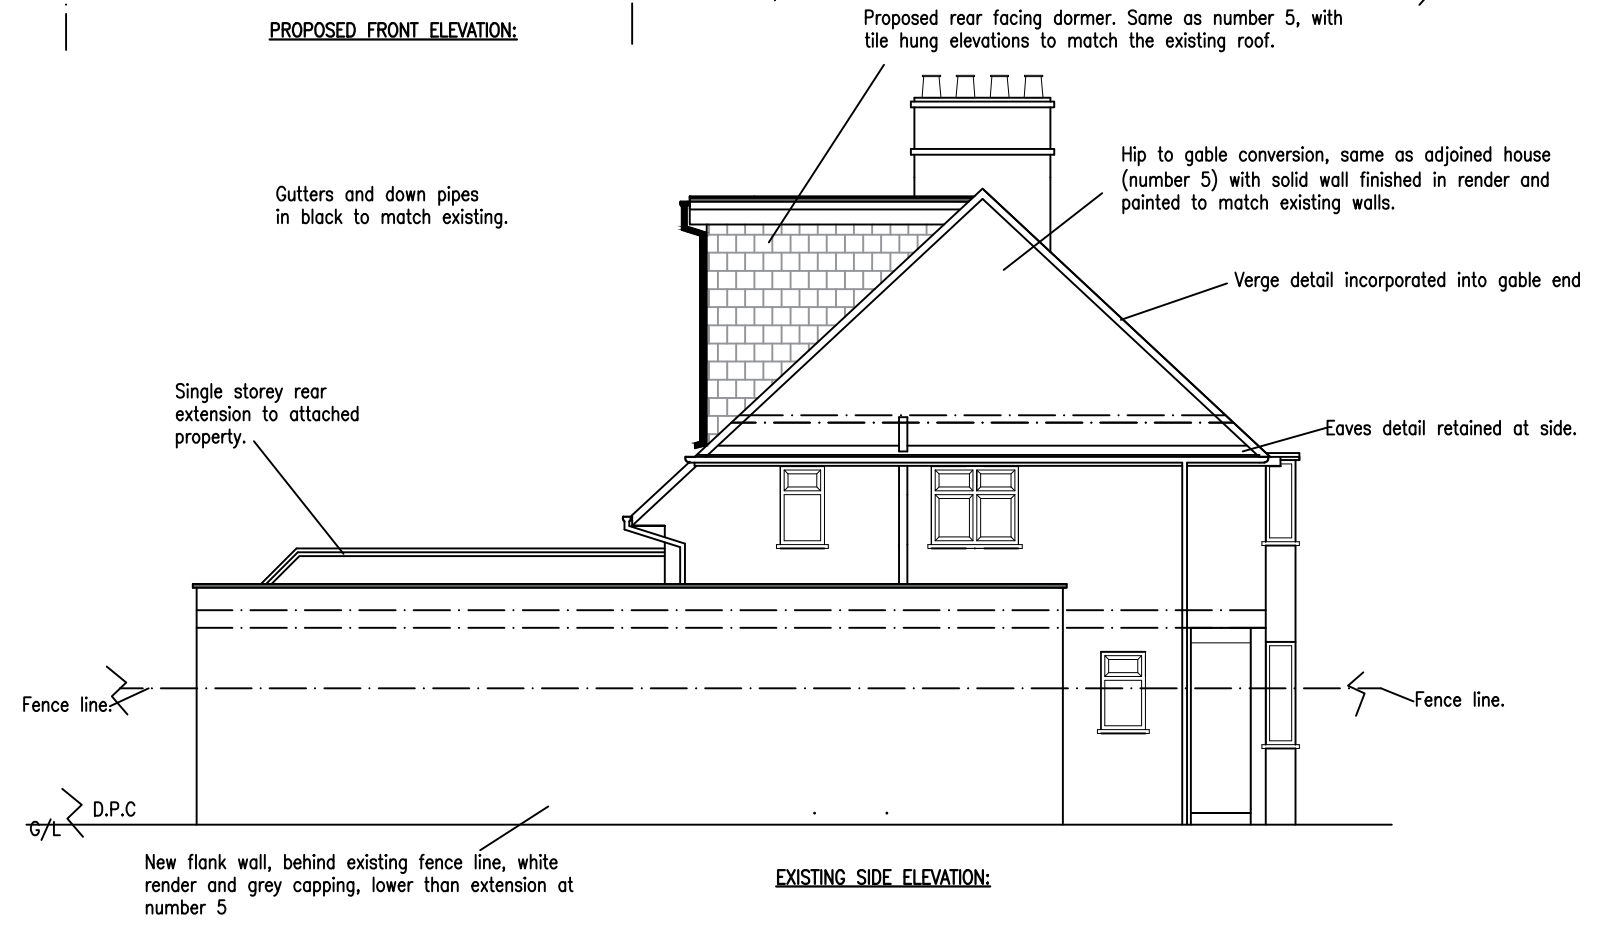 PROPOSED FRONT ELEVATION:
Proposed rear facing dormer. Same as number 5, with
tile hung elevations to match the existing roof.
Hip to gable conversion, same as adjoined house
(number 5) with solid wall finished in render and
painted to match existing walls.
Gutters and down pipes
in black to match existing.
Verge detail incorporated into gable end
Single storey rear
extension to attached
property.
Eaves detail retained at side.
Fence line.
Fence line.
D.P.C
G/L
New flank wall, behind existing fence line, white
render and grey capping, lower than extension at
number 5
EXISTING SIDE ELEVATION: